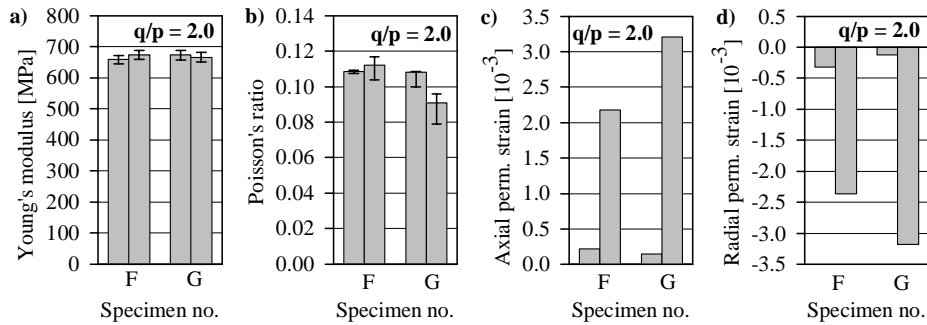 a)
q/p = 2.0
Young's modulus [MPa]
800
700
600
500
400
300
200
100
0
F G
Specimen no.
b)
q/p = 2.0
Poisson's ratio
0.14
0.12
0.10
0.08
0.06
0.04
0.02
0.00
F G
Specimen no.
c)
q/p = 2.0
Axial perm. strain [10⁻³]
3.5
3.0
2.5
2.0
1.5
1.0
0.5
0.0
F G
Specimen no.
d)
q/p = 2.0
Radial perm. strain [10⁻³]
0.0
-0.5
-1.0
-1.5
-2.0
-2.5
-3.0
-3.5
F G
Specimen no.